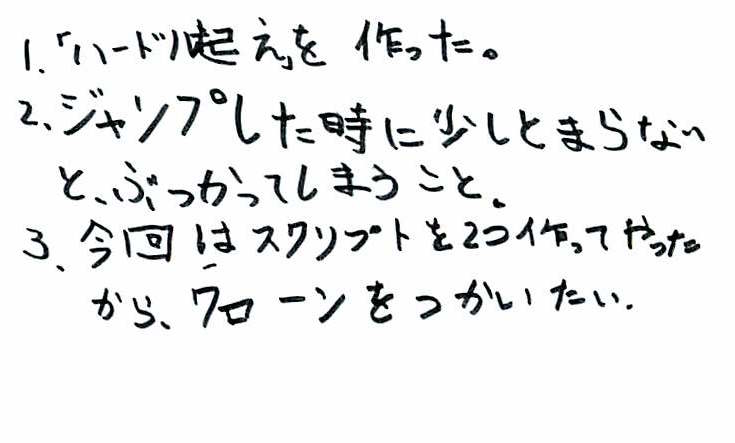 1.「ハードル起え」を作った。
2、ジャンプした時に少しとまらない
と、ぶつかってしまうこと。
3、今回はスクリプトを2つ作ってやった
から、クローンをつかいたい.